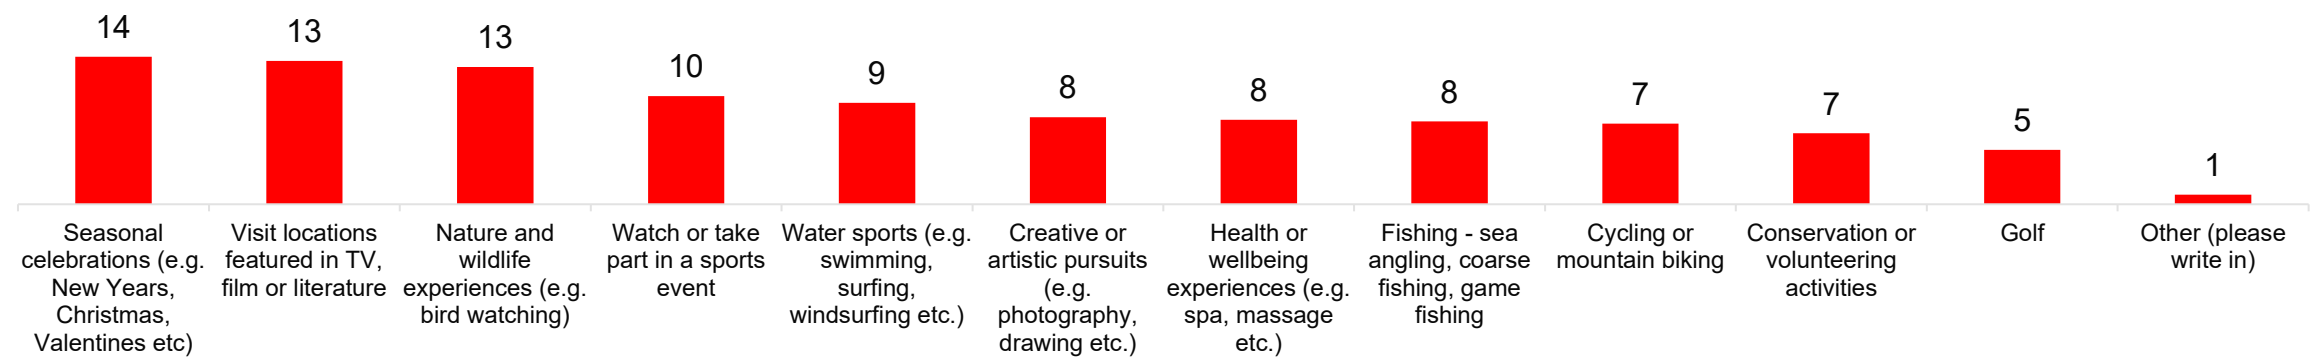 14
13
13
10
9
8
8
8
7
7
5
1
Seasonal
celebrations (e.g.
New Years,
Christmas,
Valentines etc)
Visit locations
featured in TV,
film or literature
Nature and
wildlife
experiences (e.g.
bird watching)
Watch or take
part in a sports
event
Water sports (e.g.
swimming,
surfing,
windsurfing etc.)
Creative or
artistic pursuits
(e.g.
photography,
drawing etc.)
Health or
wellbeing
experiences (e.g.
spa, massage
etc.)
Fishing - sea
angling, coarse
fishing, game
fishing
Cycling or
mountain biking
Conservation or
volunteering
activities
Golf
Other (please
write in)